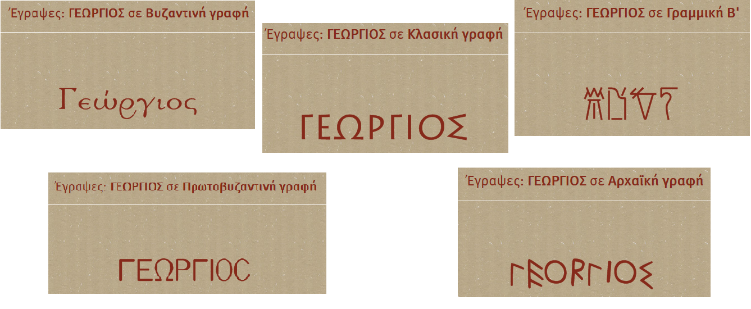 Έγραψες: ΓΕΩΡΓΙΟΣ σε Βυζαντινή γραφή
Γεώργιος
Έγραψες: ΓΕΩΡΓΙΟΣ σε Κλασική γραφή
ΓΕΩΡΓΙΟΣ
Έγραψες: ΓΕΩΡΓΙΟΣ σε Γραμμική Β'
Έγραψες: ΓΕΩΡΓΙΟΣ σε Πρωτοβυζαντινή γραφή
ΓΕΩΡΓΙΟC
Έγραψες: ΓΕΩΡΓΙΟΣ σε Αρχαϊκή γραφή